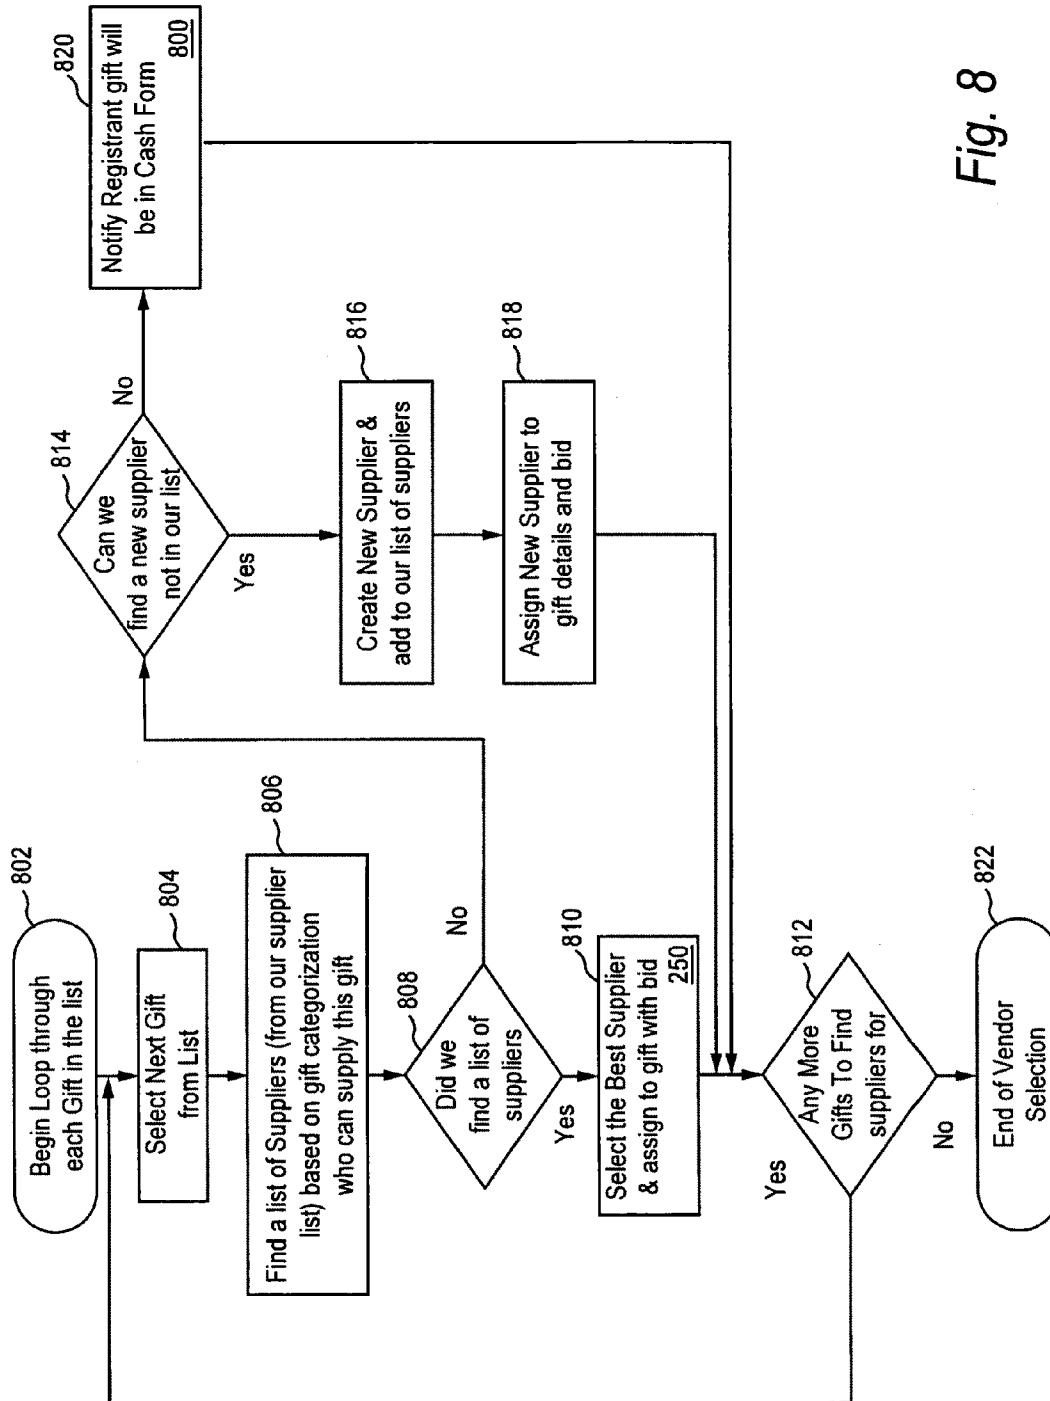 802
Begin Loop through
each Gift in the list
804
Select Next Gift
from List
806
Find a list of Suppliers (from our supplier
list) based on gift categorization
who can supply this gift
808
Did we
find a list of
suppliers
No
Yes
810
Select the Best Supplier
& assign to gift with bid
250
812
Any More
Gifts To Find
suppliers for
Yes
No
822
End of Vendor
Selection
814
Can we
find a new supplier
not in our list
No
Yes
816
Create New Supplier &
add to our list of suppliers
818
Assign New Supplier to
gift details and bid
820
Notify Registrant gift will
be in Cash Form
800
Fig. 8